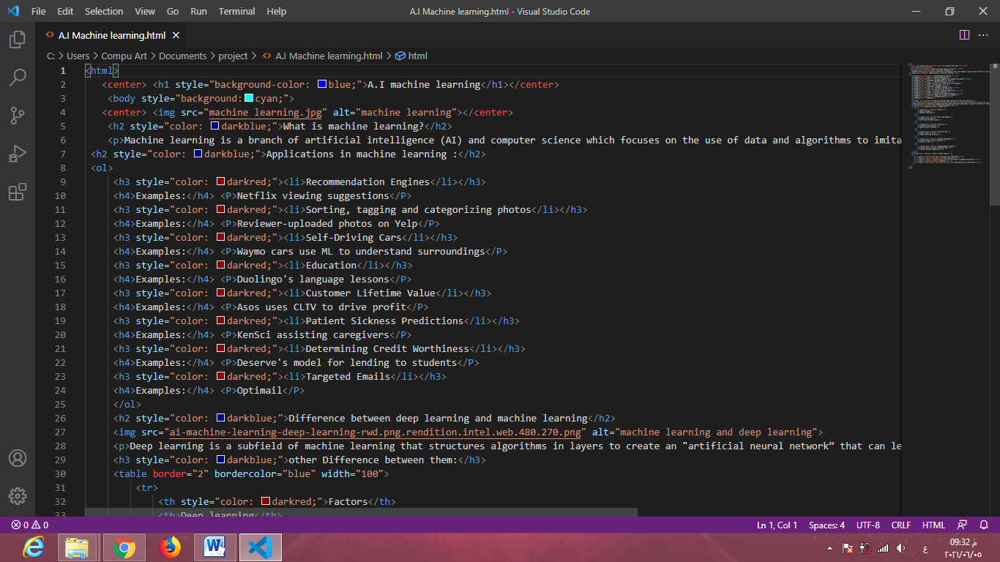 File Edit Selection View Go Run Terminal Help A.I Machine learning.html - Visual Studio Code
A.I Machine learning.html
C: > Users > Compu Art > Documents > project > A.I Machine learning.html > html
1 <html>
2 <center> <h1 style="background-color: blue;">A.I machine learning</h1></center>
3 <body style="background:cyan;">
4 <center> <img src="machine learning.jpg" alt="machine learning"></center>
5 <h2 style="color: darkblue;">What is machine learning?</h2>
6 <p>Machine learning is a branch of artificial intelligence (AI) and computer science which focuses on the use of data and algorithms to imita
7 <h2 style="color: darkblue;">Applications in machine learning :</h2>
8 <ol>
9 <h3 style="color: darkred;"><li>Recommendation Engines</li></h3>
10 <h4>Examples:</h4> <P>Netflix viewing suggestions</P>
11 <h3 style="color: darkred;"><li>Sorting, tagging and categorizing photos</li></h3>
12 <h4>Examples:</h4> <P>Reviewer-uploaded photos on Yelp</P>
13 <h3 style="color: darkred;"><li>Self-Driving Cars</li></h3>
14 <h4>Examples:</h4> <P>Waymo cars use ML to understand surroundings</P>
15 <h3 style="color: darkred;"><li>Education</li></h3>
16 <h4>Examples:</h4> <P>Duolingo's language lessons</P>
17 <h3 style="color: darkred;"><li>Customer Lifetime Value</li></h3>
18 <h4>Examples:</h4> <P>Asos uses CLTV to drive profit</P>
19 <h3 style="color: darkred;"><li>Patient Sickness Predictions</li></h3>
20 <h4>Examples:</h4> <P>KenSci assisting caregivers</P>
21 <h3 style="color: darkred;"><li>Determining Credit Worthiness</li></h3>
22 <h4>Examples:</h4> <P>Deserve's model for lending to students</P>
23 <h3 style="color: darkred;"><li>Targeted Emails</li></h3>
24 <h4>Examples:</h4> <P>Optimail</P>
25 </ol>
26 <h2 style="color: darkblue;">Difference between deep learning and machine learning</h2>
27 <img src="ai-machine-learning-deep-learning-rwd.png.rendition.intel.web.480.270.png" alt="machine learning and deep learning">
28 <p>Deep learning is a subfield of machine learning that structures algorithms in layers to create an "artificial neural network” that can le
29 <h3 style="color: darkblue;">other Difference between them:</h3>
30 <table border="2" bordercolor="blue" width="100">
31 <tr>
32 <th style="color: darkred;">Factors</th>
33 <th>Deep learning</th>
0 0 Ln 1, Col 1 Spaces: 4 UTF-8 CRLF HTML
ع 09:32 م
٢٠٢١/٠٦/٠٥